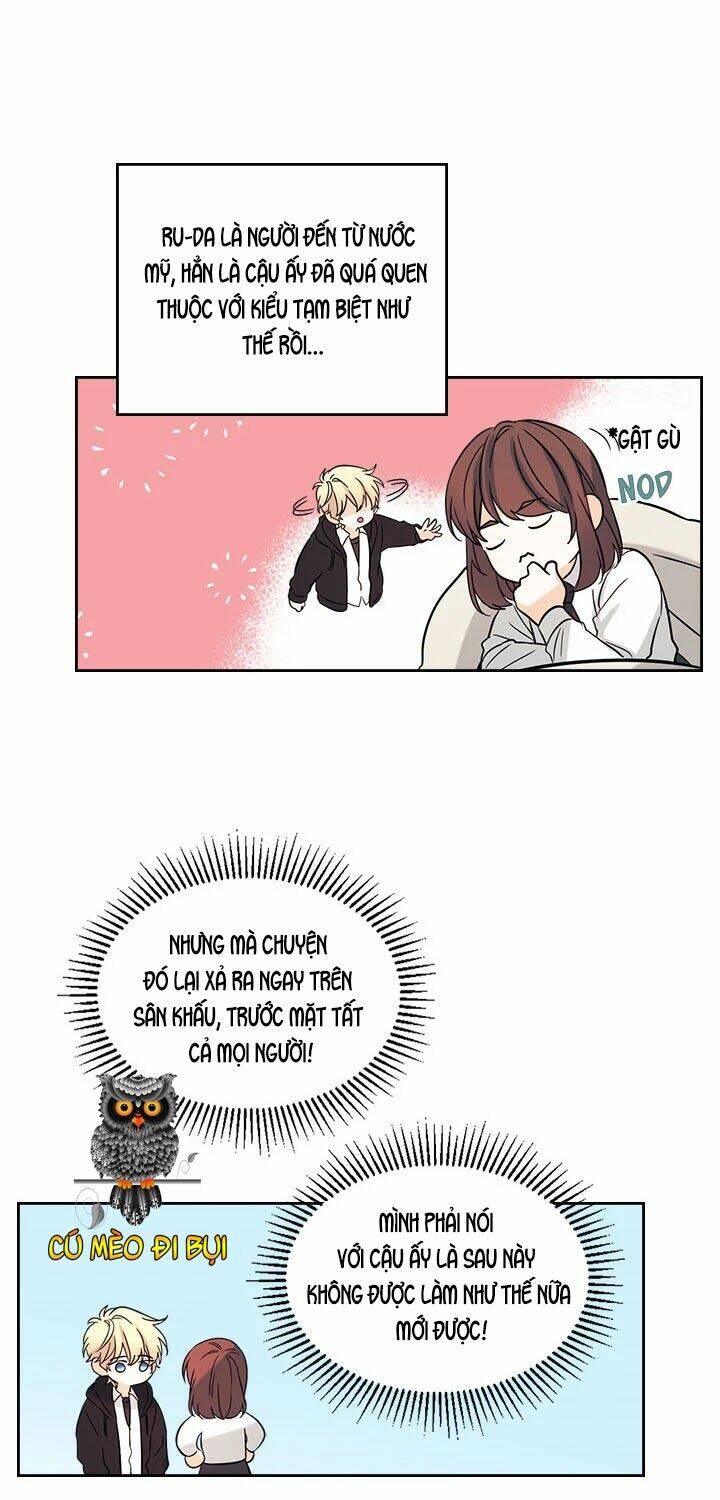 RU-DA LÀ NGƯỜI ĐẾN TỪ NƯỚC
MỸ, HẲN LÀ CẬU ẤY ĐÃ QUÁ QUEN
THUỘC VỚI KIỂU TẠM BIỆT NHƯ
THẾ RỒI...
*GẬT GÙ
NOD
NHƯNG MÀ CHUYỆN
ĐÓ LẠI XẢ RA NGAY TRÊN
SÂN KHẤU, TRƯỚC MẶT TẤT
CẢ MỌI NGƯỜI!
CÚ MÈO ĐI BỤI
MÌNH PHẢI NÓI
VỚI CẬU ẤY LÀ SAU NÀY
KHÔNG ĐƯỢC LÀM NHƯ THẾ NỮA
MỚI ĐƯỢC!